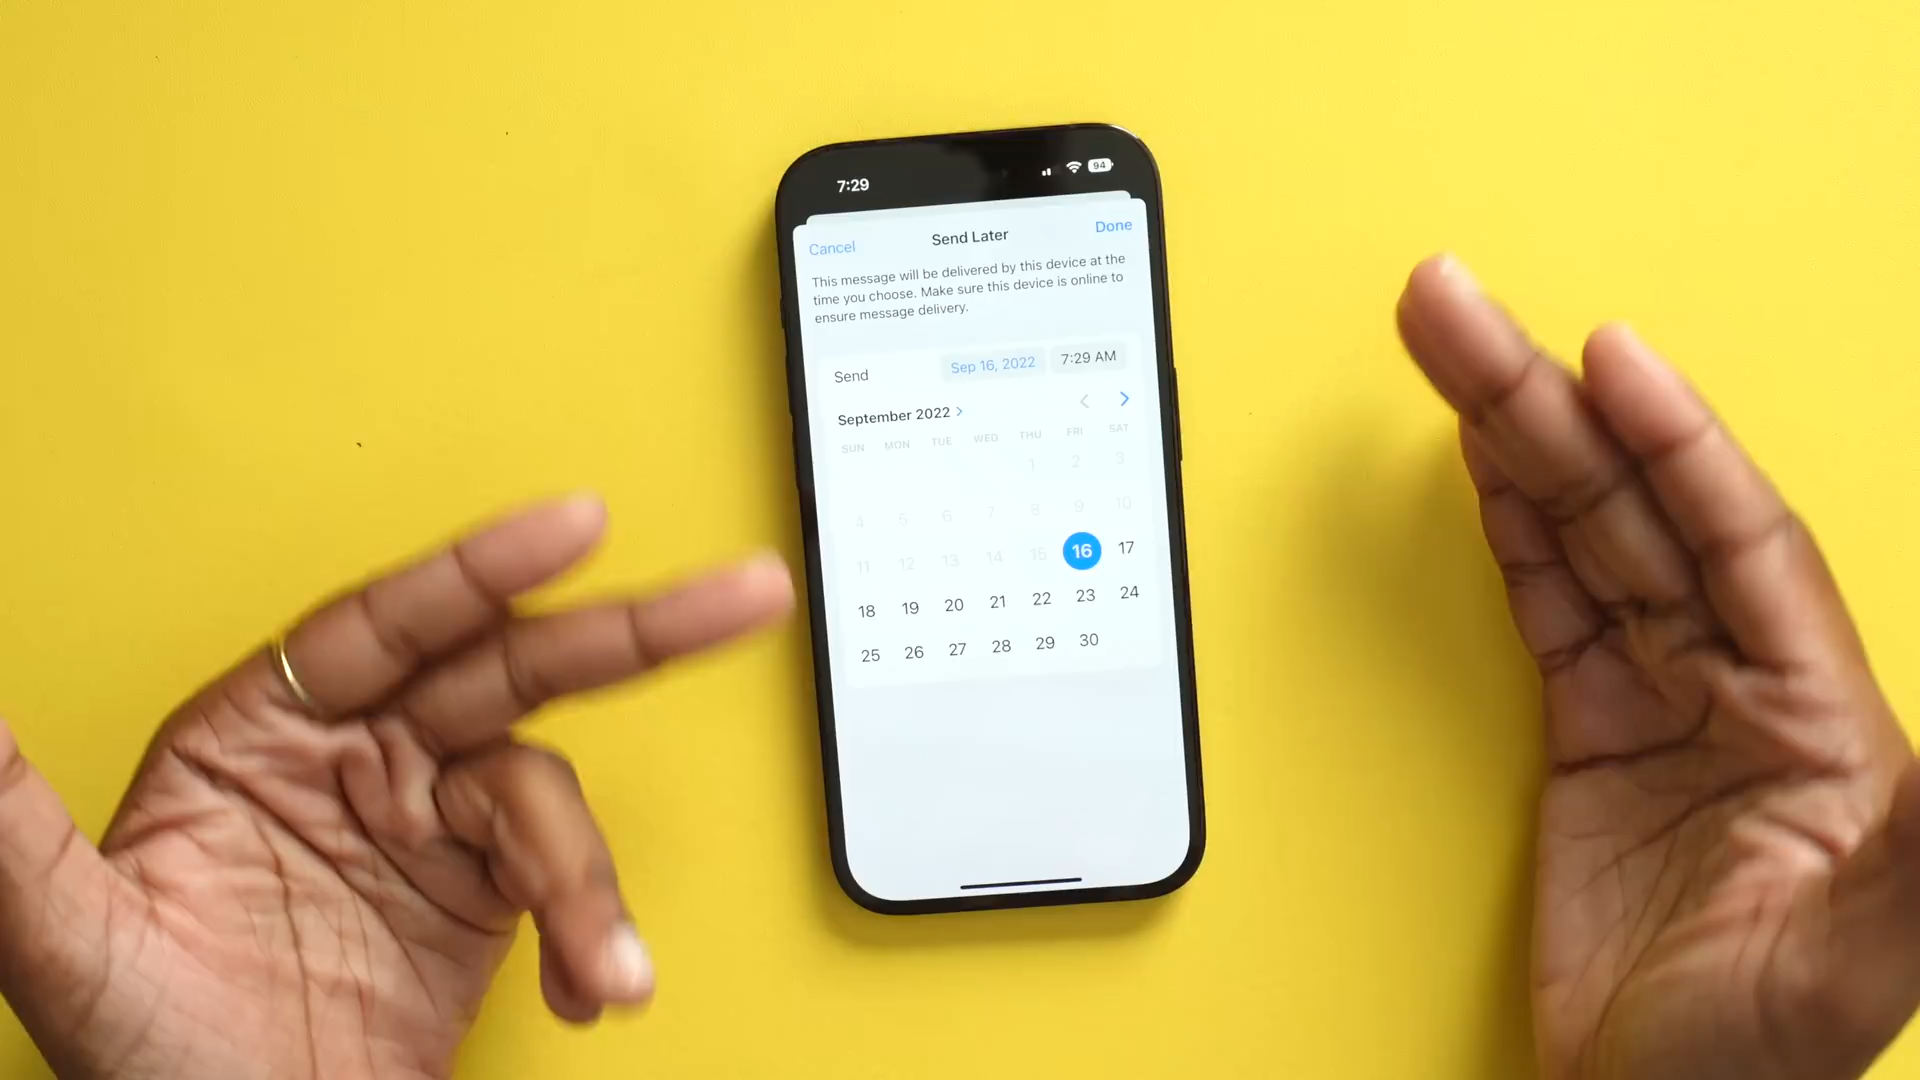 7:29
94
Cancel Send Later Done
This message will be delivered by this device at the
time you choose. Make sure this device is online to
ensure message delivery.
Send Sep 16, 2022 7:29 AM
September 2022
SUN MON TUE WED THU FRI SAT
1 2 3
4 5 6 7 8 9 10
11 12 13 14 15 16 17
18 19 20 21 22 23 24
25 26 27 28 29 30